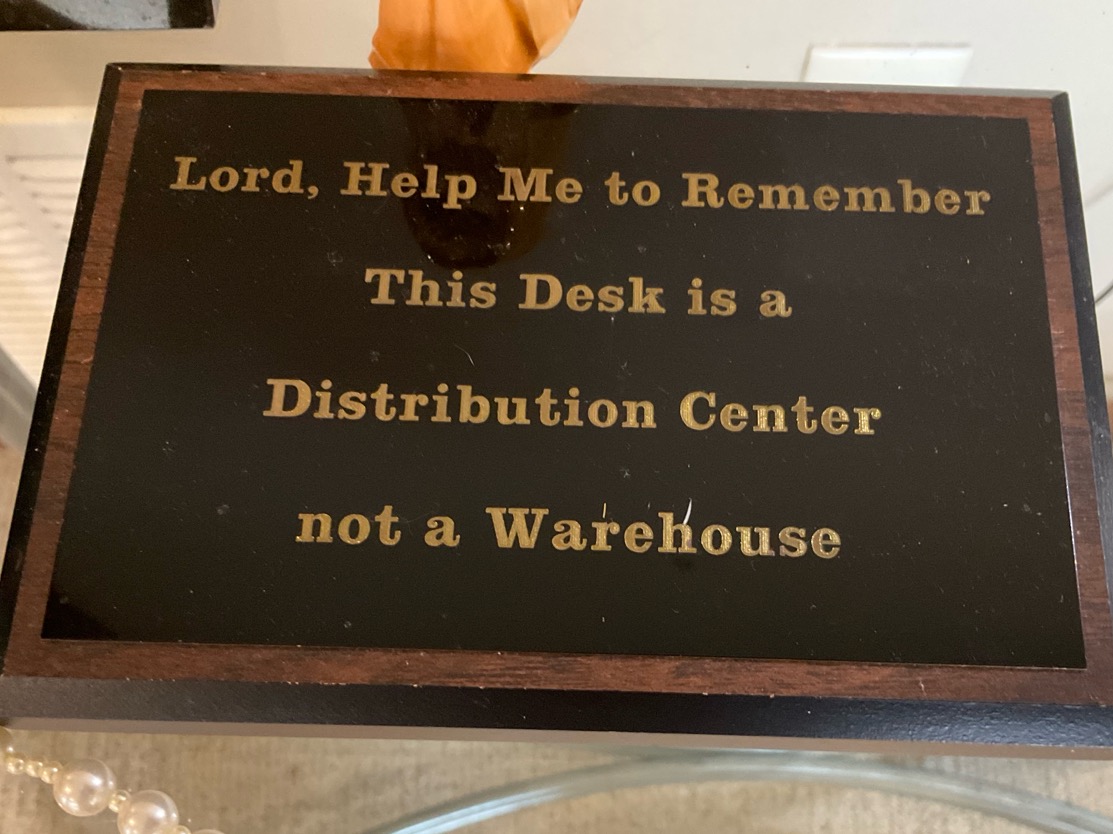 Lord, Help Me to Remember
This Desk is a
Distribution Center
not a Warehouse